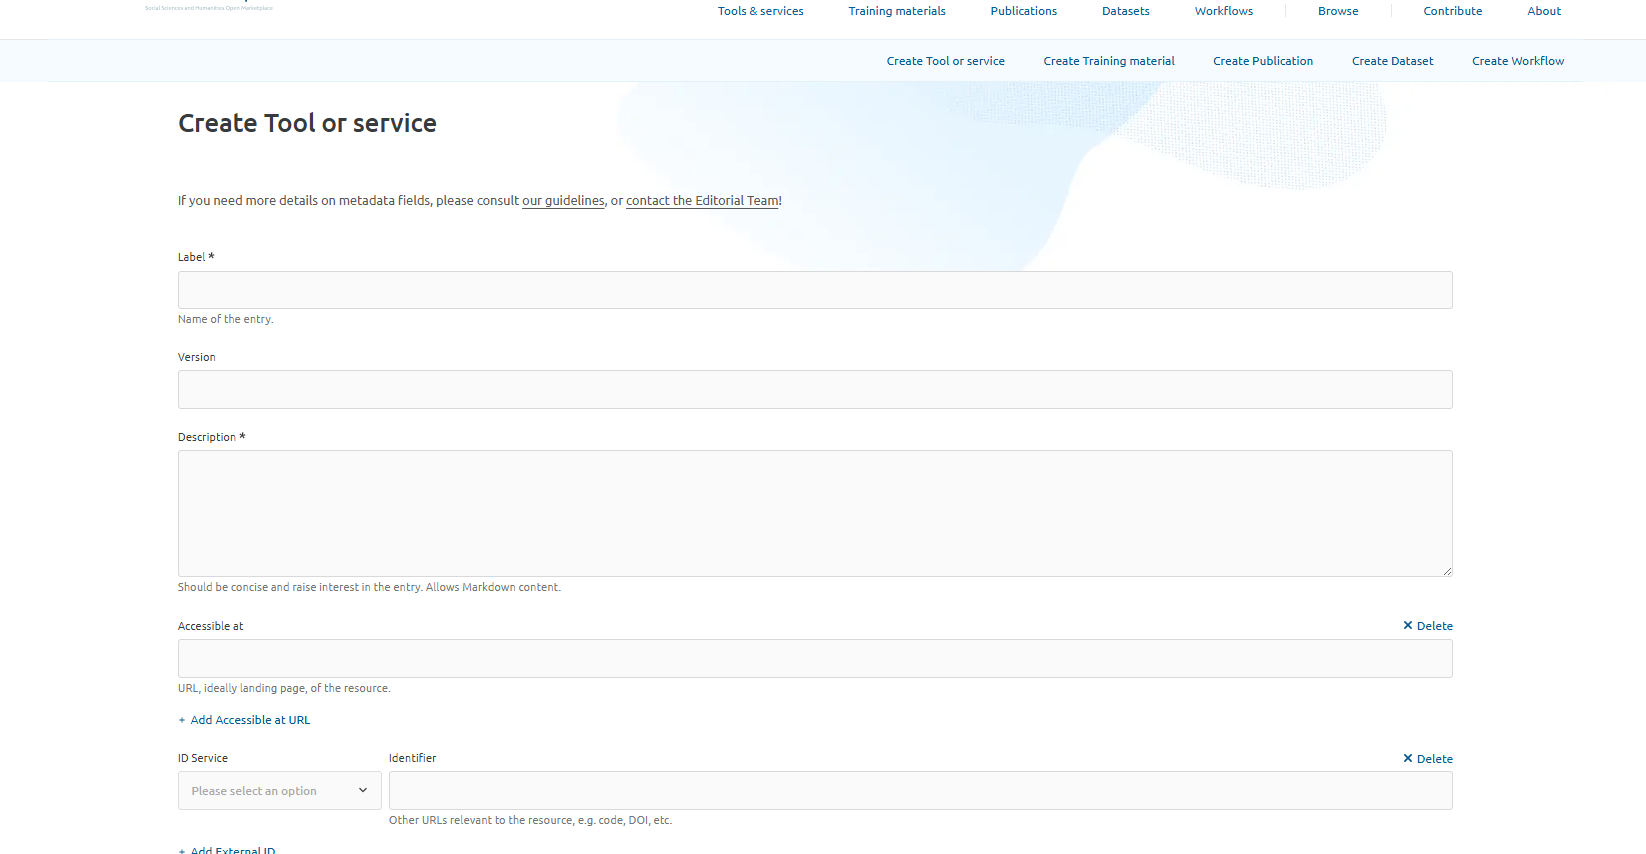 Social Sciences and Humanities Open Marketplace
Tools & services Training materials Publications Datasets Workflows Browse Contribute About
Create Tool or service Create Training material Create Publication Create Dataset Create Workflow
Create Tool or service
If you need more details on metadata fields, please consult our guidelines, or contact the Editorial Team!
Label *
Name of the entry.
Version
Description *
Should be concise and raise interest in the entry. Allows Markdown content.
Accessible at × Delete
URL, ideally landing page, of the resource.
+ Add Accessible at URL
ID Service Identifier × Delete
Please select an option
Other URLs relevant to the resource, e.g. code, DOI, etc.
+ Add External ID